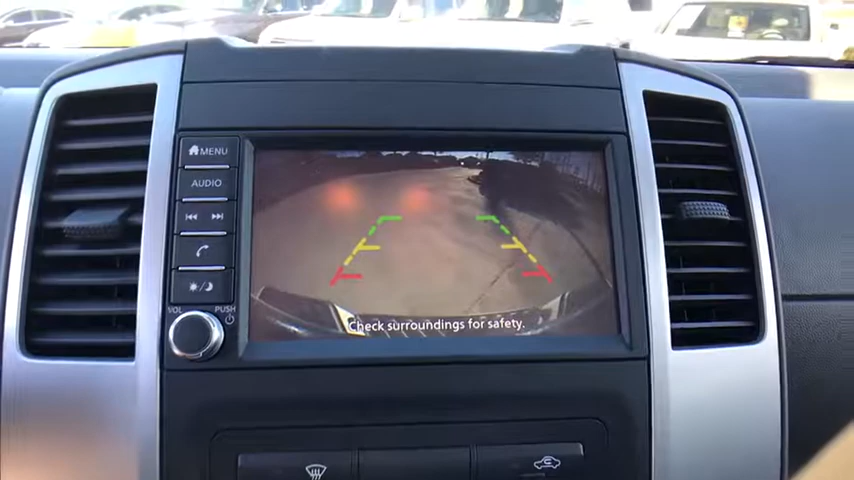 MENU
AUDIO
VOL
PUSH
Check surroundings for safety.